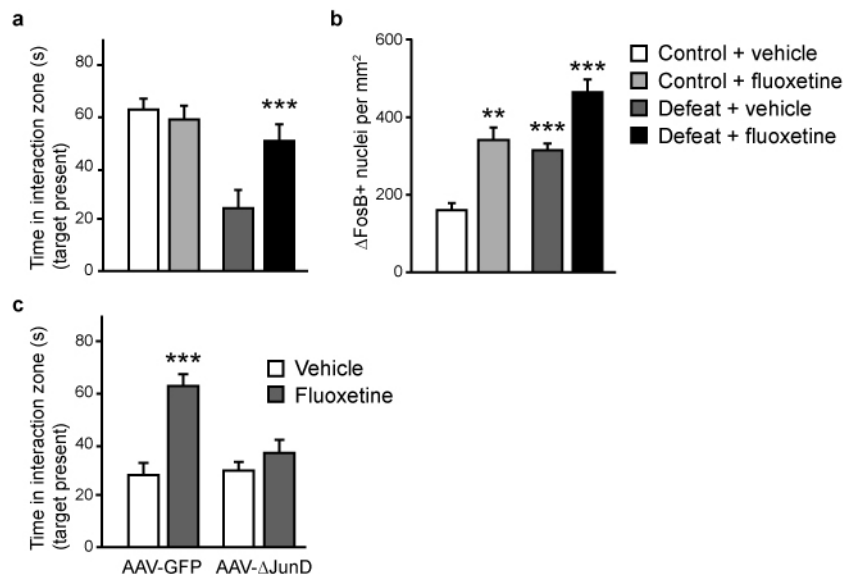 a
Time in interaction zone (s)
(target present)
80
60
40
20
0
***
b
ΔFosB+ nuclei per mm²
600
400
200
0
**
***
***
Control + vehicle
Control + fluoxetine
Defeat + vehicle
Defeat + fluoxetine
c
Time in interaction zone (s)
(target present)
80
60
40
20
0
***
Vehicle
Fluoxetine
AAV-GFP
AAV-ΔJunD